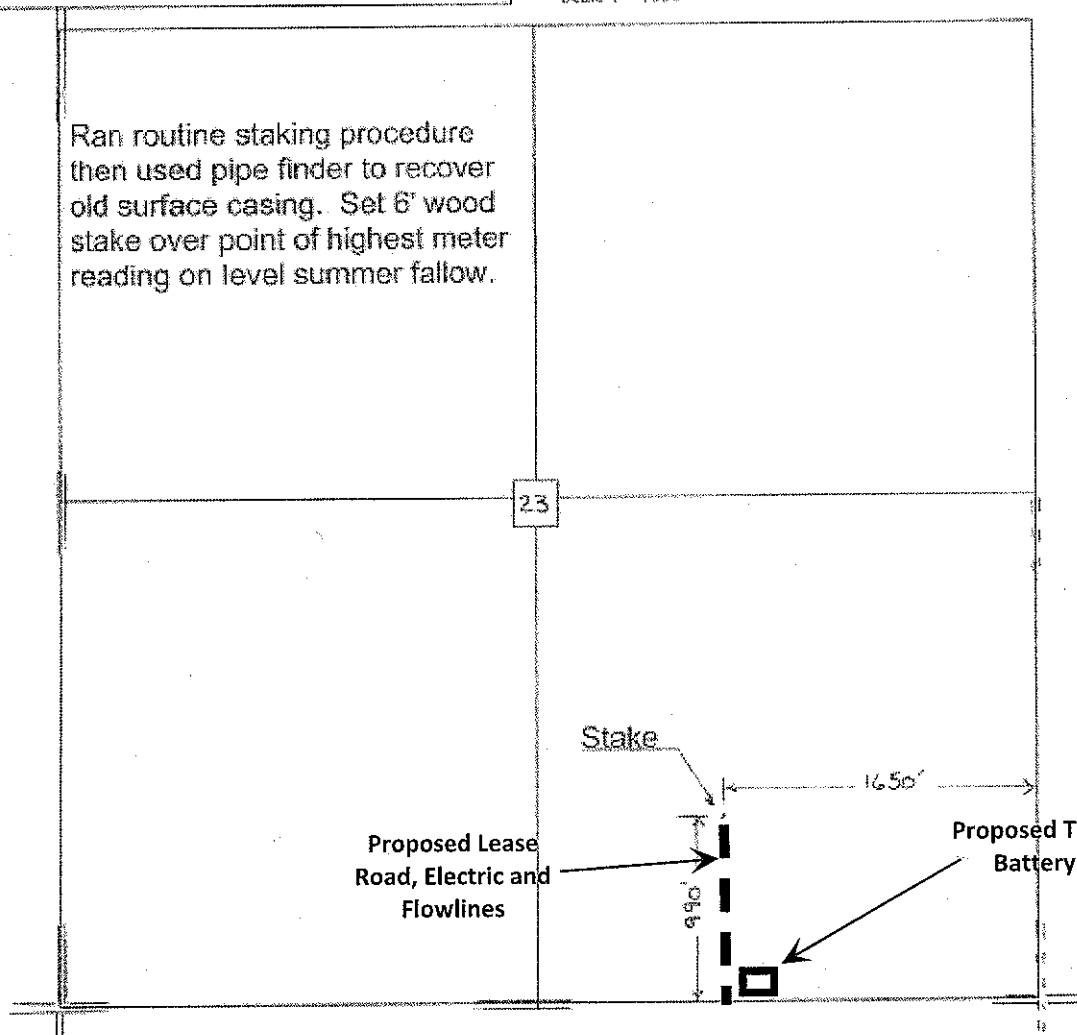 Ran routine staking procedure
then used pipe finder to recover
old surface casing. Set 6' wood
stake over point of highest meter
reading on level summer fallow.
23
Stake
1650'
Proposed Lease
Road, Electric and
Flowlines
990'
Proposed T
Battery